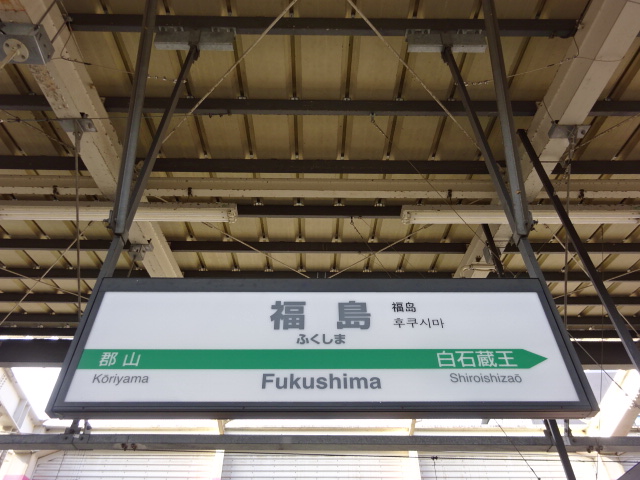 福島
福岛
후쿠시마
ふくしま
郡山
白石蔵王
Kōriyama
Fukushima
Shiroishizaō